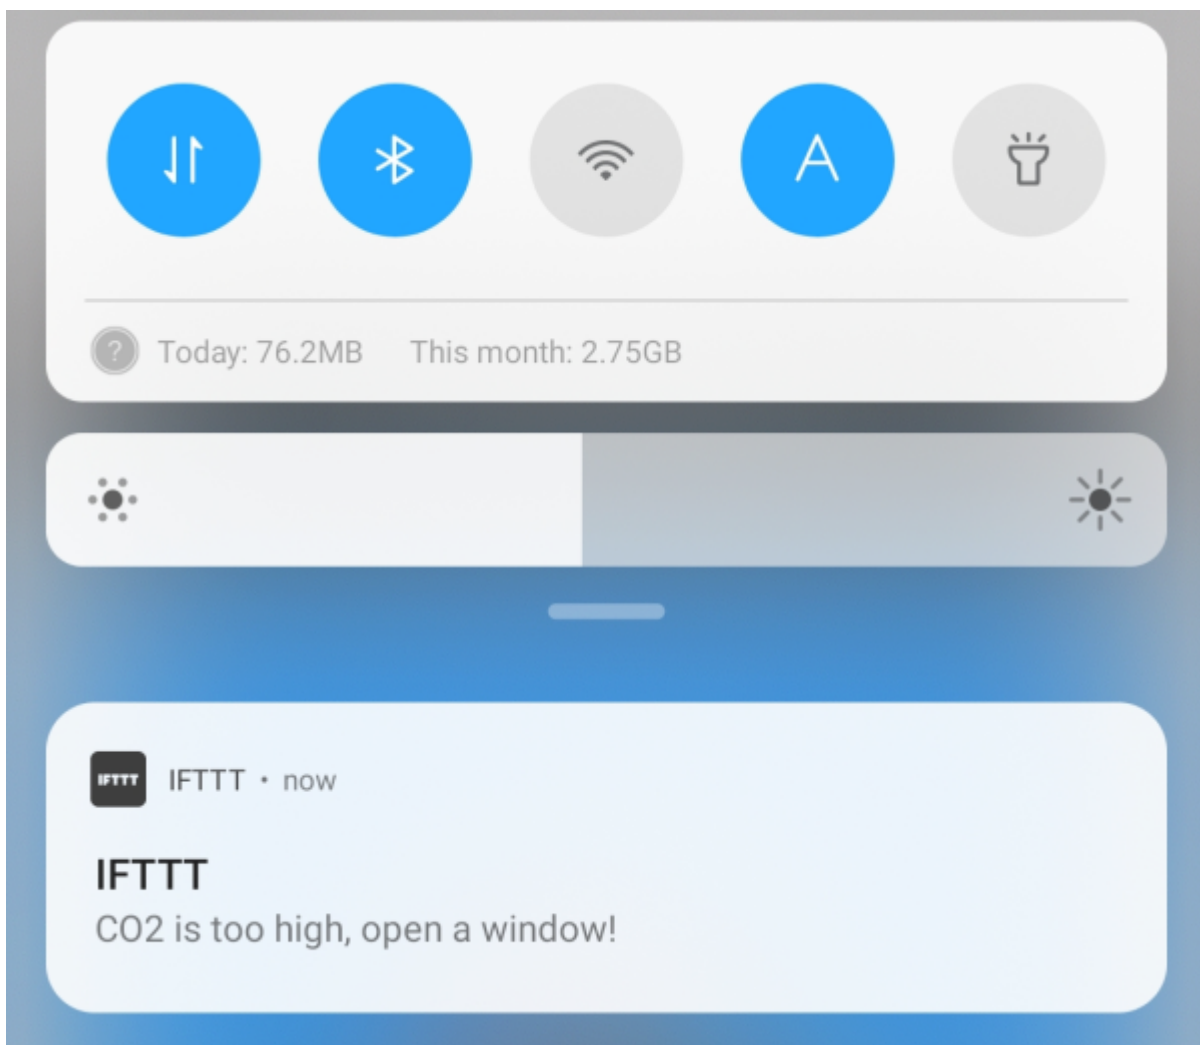 A
? Today: 76.2MB This month: 2.75GB
IFTTT IFTTT • now
IFTTT
CO2 is too high, open a window!